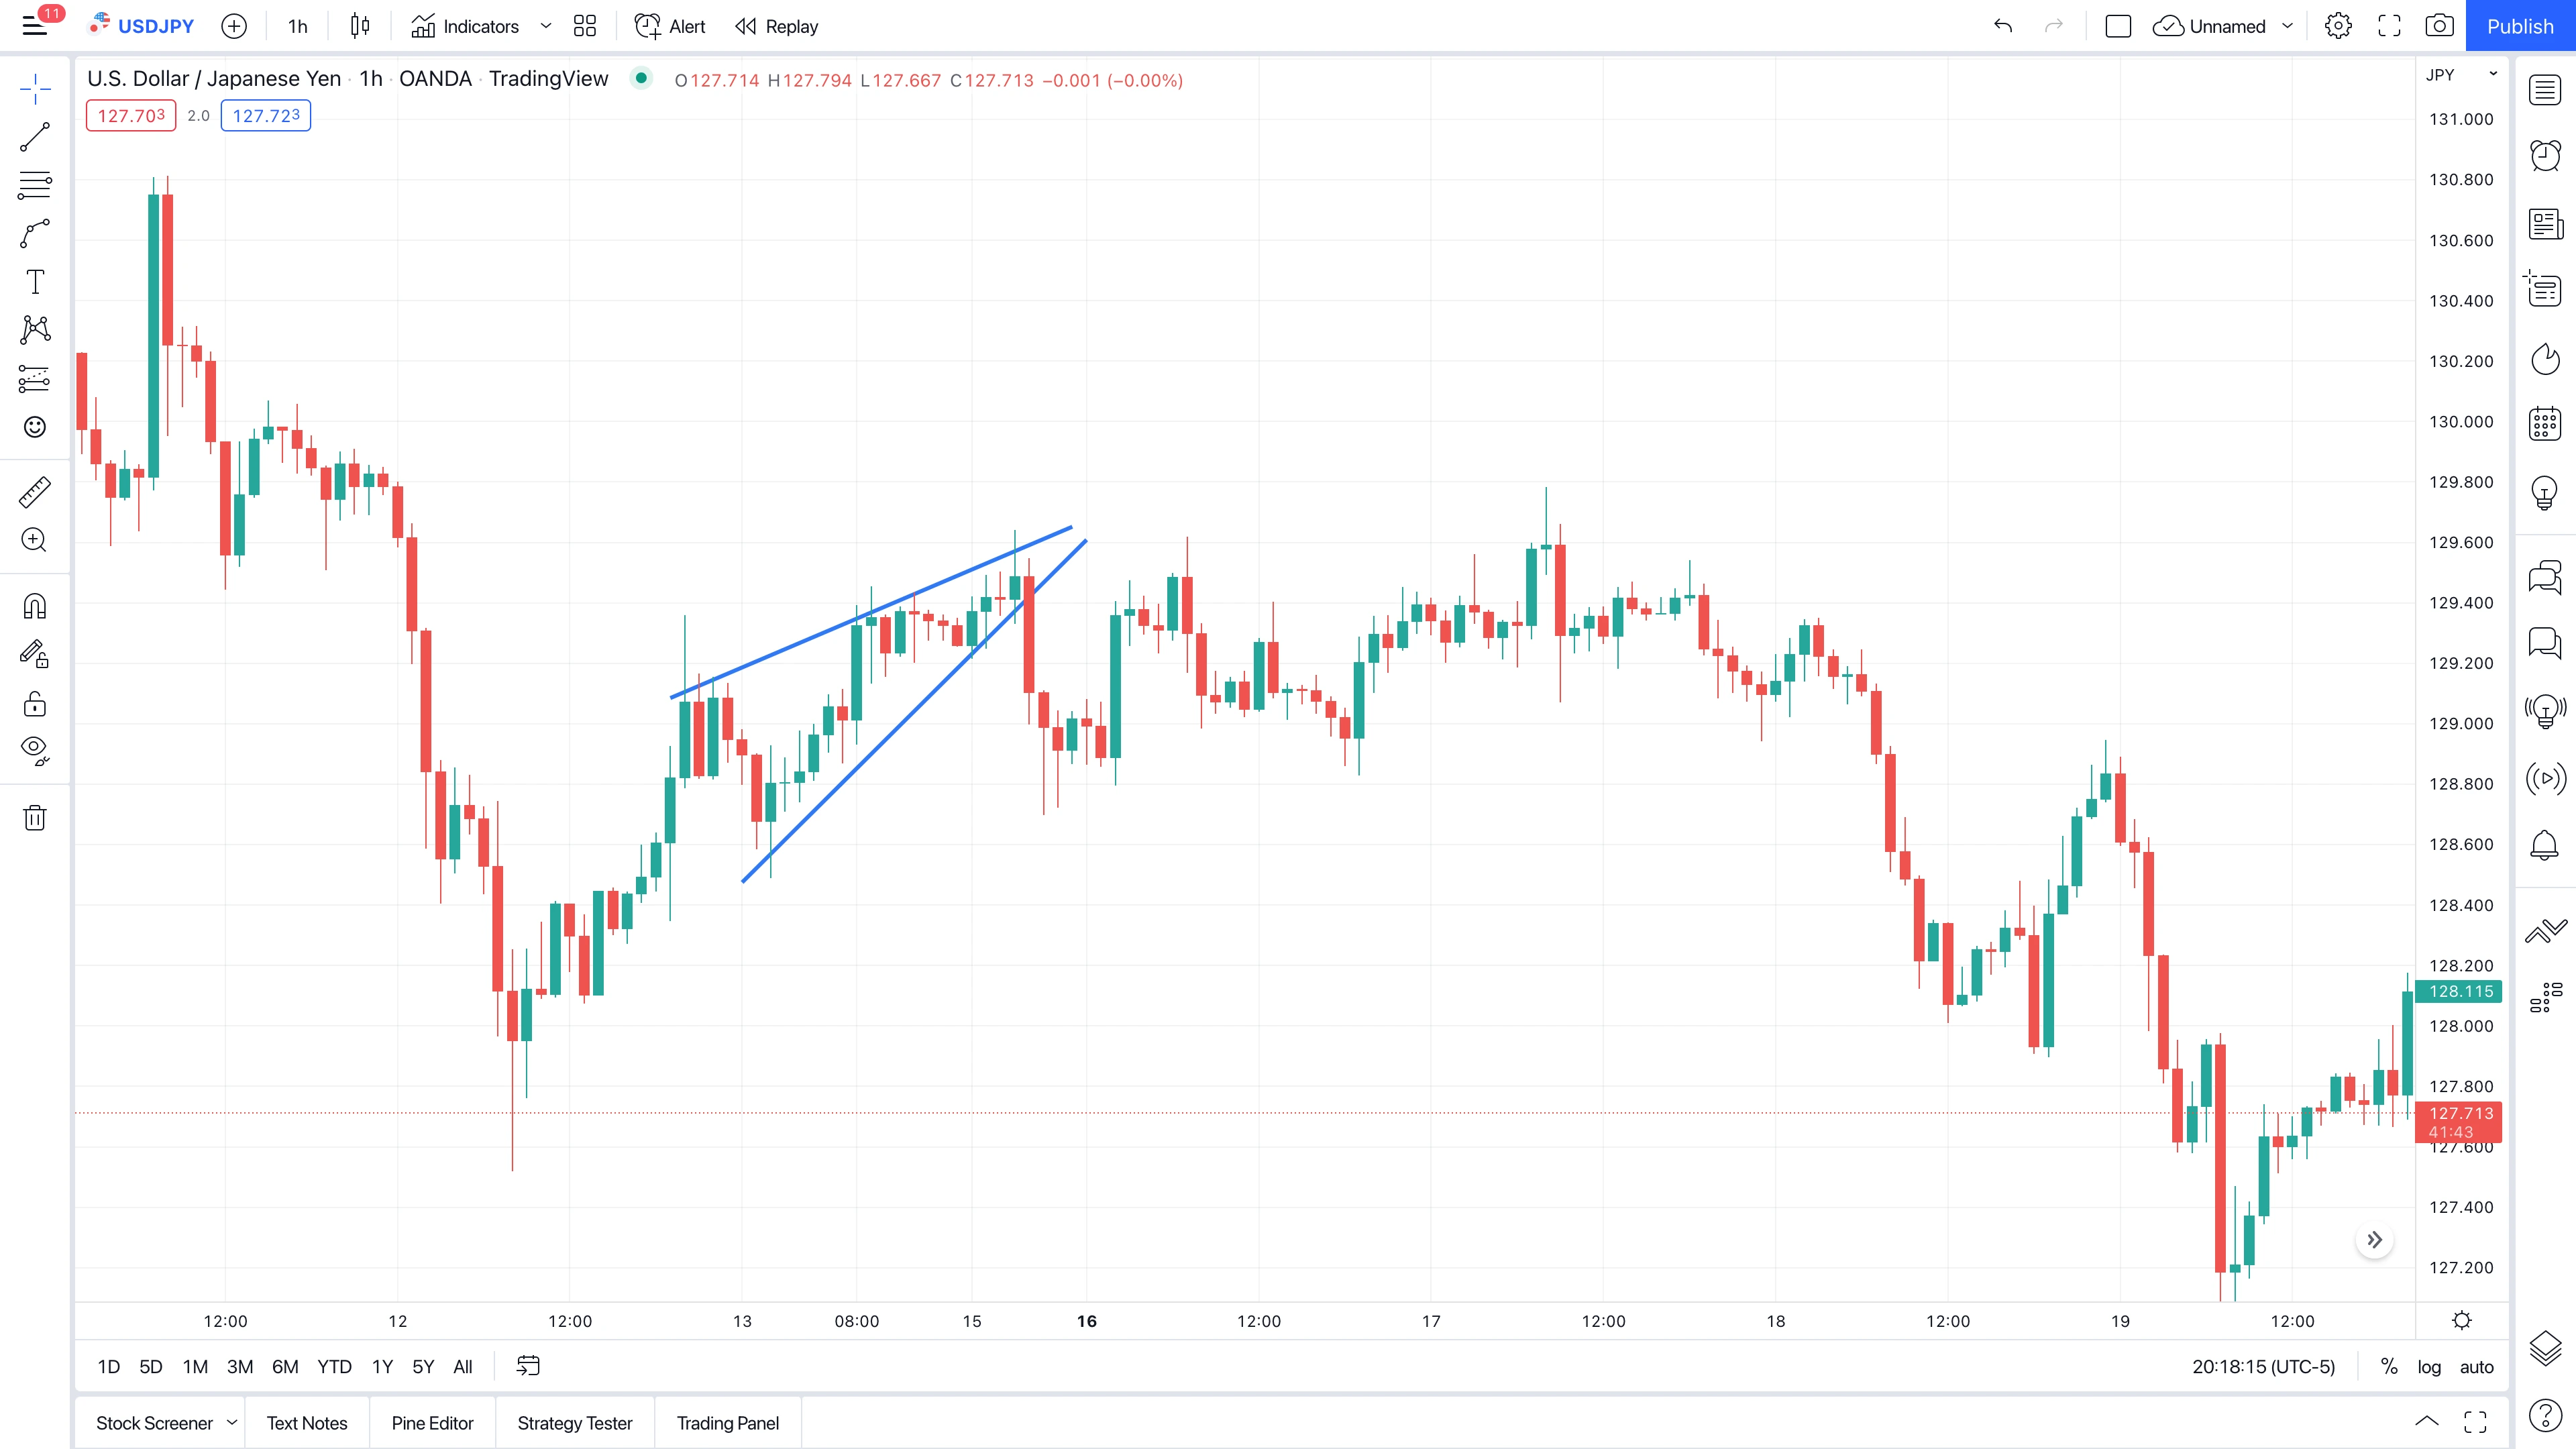 11
USDJPY
1h
Indicators
Alert
Replay
Unnamed
Publish
U.S. Dollar / Japanese Yen · 1h · OANDA · TradingView
O127.714 H127.794 L127.667 C127.713 −0.001 (−0.00%)
127.703 2.0 127.723
JPY
131.000
130.800
130.600
130.400
130.200
130.000
129.800
129.600
129.400
129.200
129.000
128.800
128.600
128.400
128.200
128.115
128.000
127.800
127.713
41:43
127.600
127.400
127.200
12:00 12 12:00 13 08:00 15 16 12:00 17 12:00 18 12:00 19 12:00
1D 5D 1M 3M 6M YTD 1Y 5Y All
20:18:15 (UTC-5) % log auto
Stock Screener Text Notes Pine Editor Strategy Tester Trading Panel